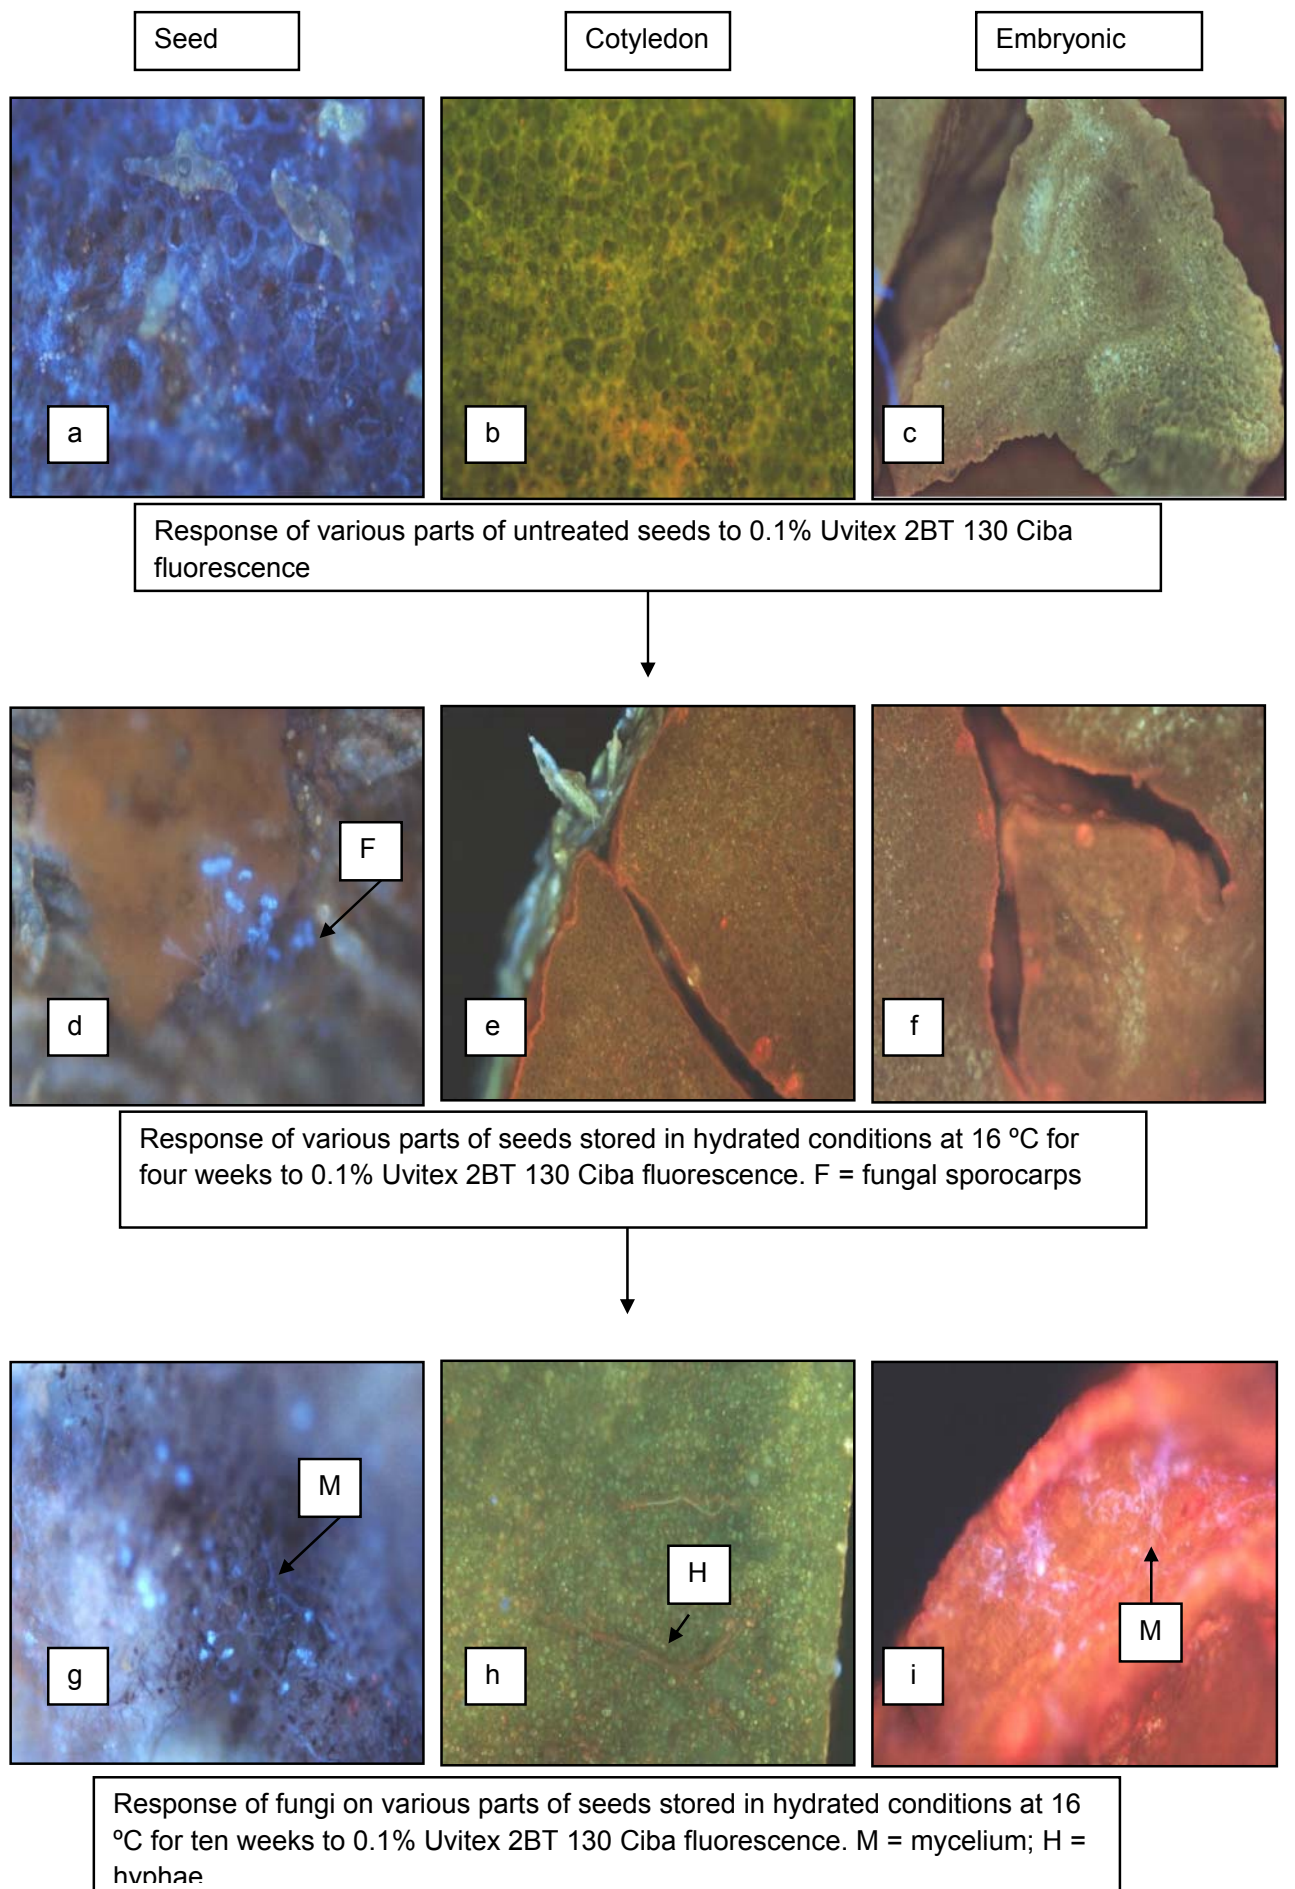 Seed
Cotyledon
Embryonic
a
b
c
Response of various parts of untreated seeds to 0.1% Uvitex 2BT 130 Ciba
fluorescence
F
d
e
f
Response of various parts of seeds stored in hydrated conditions at 16 ºC for
four weeks to 0.1% Uvitex 2BT 130 Ciba fluorescence. F = fungal sporocarps
M
H
M
g
h
i
Response of fungi on various parts of seeds stored in hydrated conditions at 16
ºC for ten weeks to 0.1% Uvitex 2BT 130 Ciba fluorescence. M = mycelium; H =
hyphae